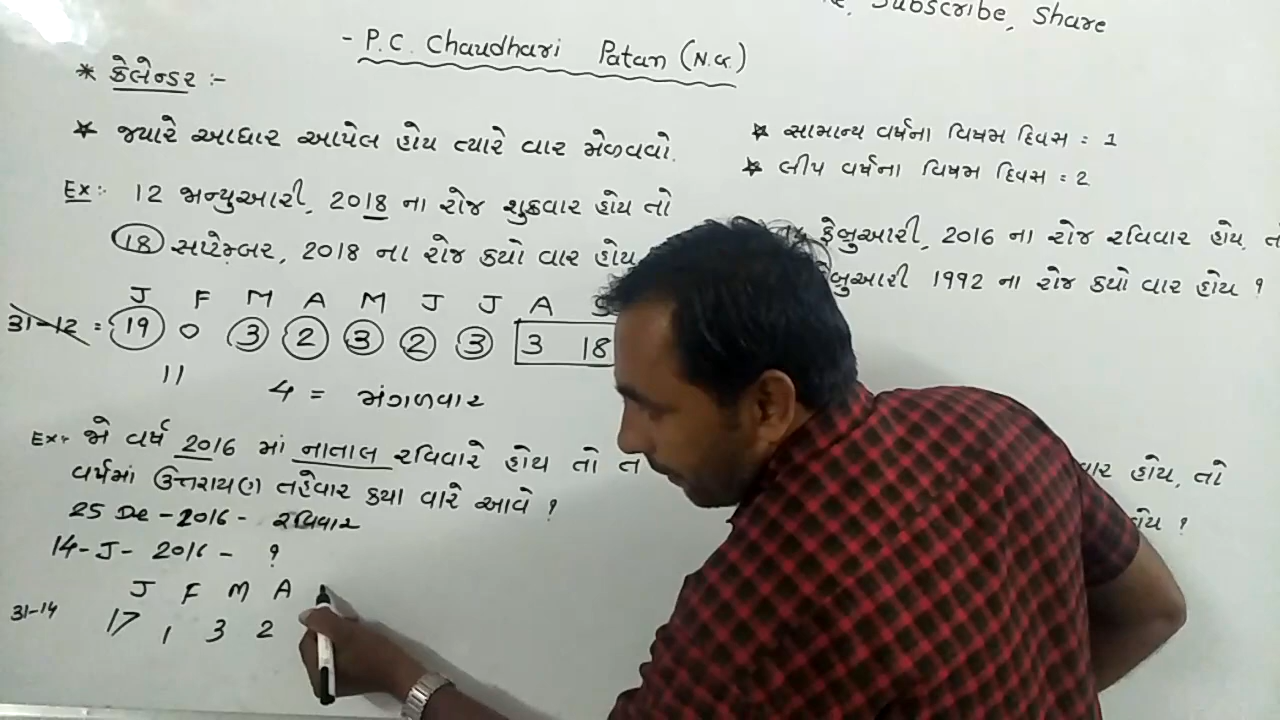 Subscribe, Share
- P.C. Chaudhari Patan (N.G.)
* કેલેન્ડર :-
* જ્યારે આધાર આપેલ હોય ત્યારે વાર મેળવવો.
Ex:- 12 જાન્યુઆરી, 2018 ના રોજ શુક્રવાર હોય તો
18 સપ્ટેમ્બર, 2018 ના રોજ કયો વાર હોય
J F M A M J J A S
31-12 = 19 0 3 2 3 2 3 3 18
11
4 = મંગળવાર
Ex:- જો વર્ષ 2016 માં નાતાલ રવિવારે હોય તો ત
વર્ષમાં ઉત્તરાયણ તહેવાર કયા વારે આવે ?
25 De - 2016 - રવિવાર
14 - J - 2016 - ?
J F M A
31-14 17 1 3 2
* સામાન્ય વર્ષના વિષમ દિવસ = 1
* લીપ વર્ષના વિષમ દિવસ = 2
ફેબ્રુઆરી, 2016 ના રોજ રવિવાર હોય, ત
બ્રુઆરી 1992 ના રોજ કયો વાર હોય ?
વાર હોય, તો
હોય ?